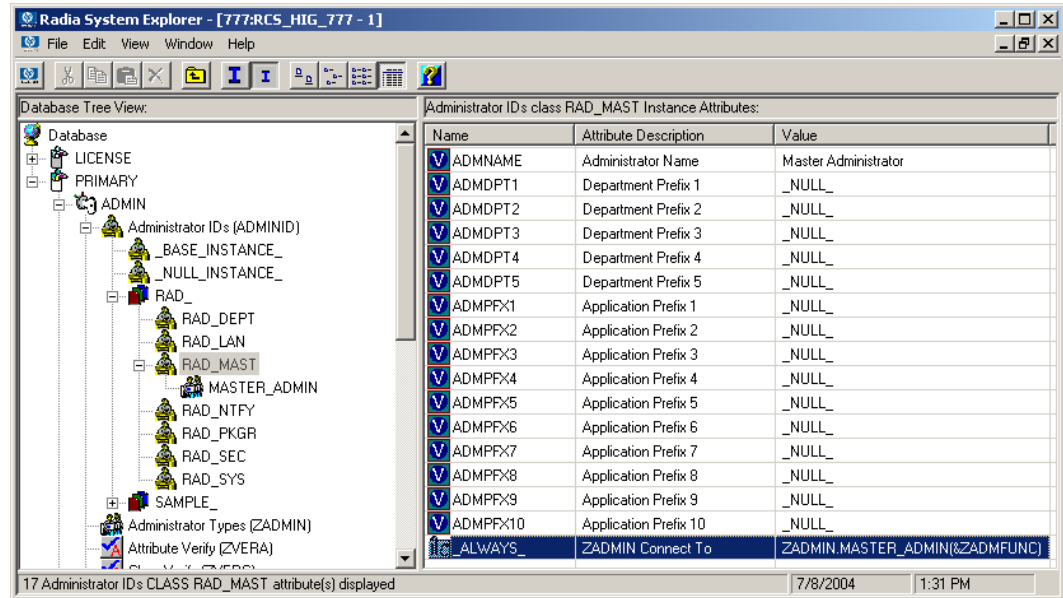 Radia System Explorer - [777:RCS_HIG_777 - 1]
File Edit View Window Help
Database Tree View:
Database
LICENSE
PRIMARY
ADMIN
Administrator IDs (ADMINID)
_BASE_INSTANCE_
_NULL_INSTANCE_
RAD_
RAD_DEPT
RAD_LAN
RAD_MAST
MASTER_ADMIN
RAD_NTFY
RAD_PKGR
RAD_SEC
RAD_SYS
SAMPLE_
Administrator Types (ZADMIN)
Attribute Verify (ZVERA)
Administrator IDs class RAD_MAST Instance Attributes:
Name Attribute Description Value
ADMNAME Administrator Name Master Administrator
ADMDPT1 Department Prefix 1 _NULL_
ADMDPT2 Department Prefix 2 _NULL_
ADMDPT3 Department Prefix 3 _NULL_
ADMDPT4 Department Prefix 4 _NULL_
ADMDPT5 Department Prefix 5 _NULL_
ADMPFX1 Application Prefix 1 _NULL_
ADMPFX2 Application Prefix 2 _NULL_
ADMPFX3 Application Prefix 3 _NULL_
ADMPFX4 Application Prefix 4 _NULL_
ADMPFX5 Application Prefix 5 _NULL_
ADMPFX6 Application Prefix 6 _NULL_
ADMPFX7 Application Prefix 7 _NULL_
ADMPFX8 Application Prefix 8 _NULL_
ADMPFX9 Application Prefix 9 _NULL_
ADMPFX10 Application Prefix 10 _NULL_
_ALWAYS_ ZADMIN Connect To ZADMIN.MASTER_ADMIN(&ZADMFUNC)
17 Administrator IDs CLASS RAD_MAST attribute(s) displayed 7/8/2004 1:31 PM